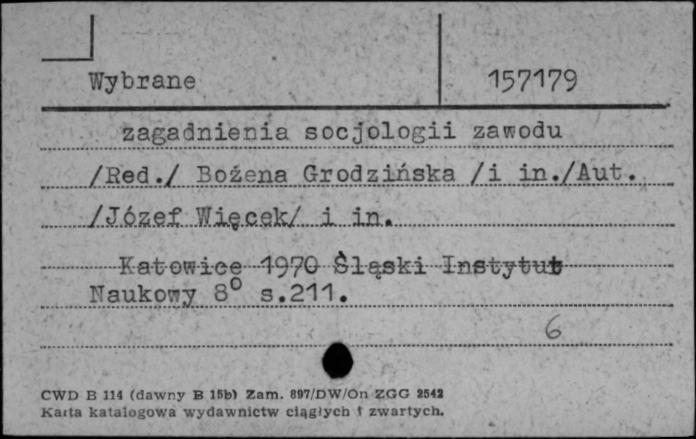 Wybrane 157179
zagadnienia socjologii zawodu
/Red./ Bożena Grodzińska /i in./Aut.
/Józef Więcek/ i in.
Katowice 1970 Śląski Instytut
Naukowy 8° s.211.
6
CWD B 114 (dawny B 15b) Zam. 897/DW/On ZGG 2542
Karta katalogowa wydawnictw ciągłych i zwartych.